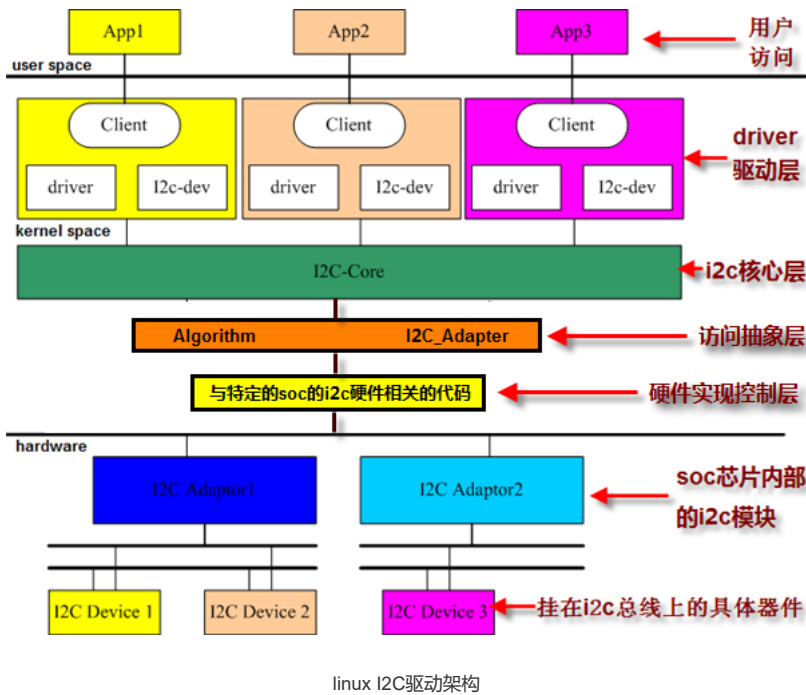 App1
App2
App3
用户
访问
user space
Client
Client
Client
driver
驱动层
driver
I2c-dev
driver
I2c-dev
driver
I2c-dev
kernel space
I2C-Core
i2c核心层
Algorithm
I2C_Adapter
访问抽象层
与特定的soc的i2c硬件相关的代码
硬件实现控制层
hardware
I2C Adaptor1
I2C Adaptor2
soc芯片内部
的i2c模块
I2C Device 1
I2C Device 2
I2C Device 3
挂在i2c总线上的具体器件
linux I2C驱动架构